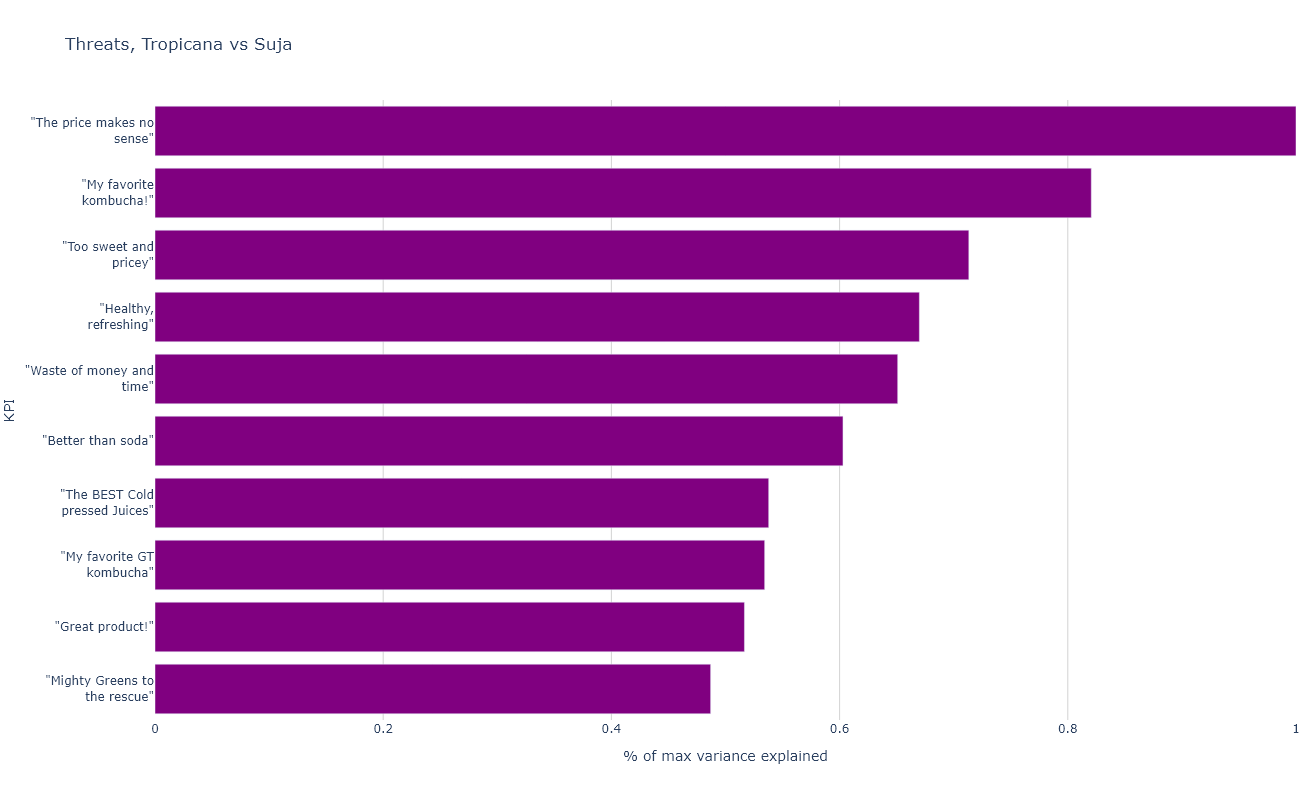 Threats, Tropicana vs Suja
"The price makes no
sense"
"My favorite
kombucha!"
"Too sweet and
pricey"
"Healthy,
refreshing"
"Waste of money and
time"
"Better than soda"
"The BEST Cold
pressed Juices"
"My favorite GT
kombucha"
"Great product!"
"Mighty Greens to
the rescue"
KPI
0 0.2 0.4 0.6 0.8 1
% of max variance explained